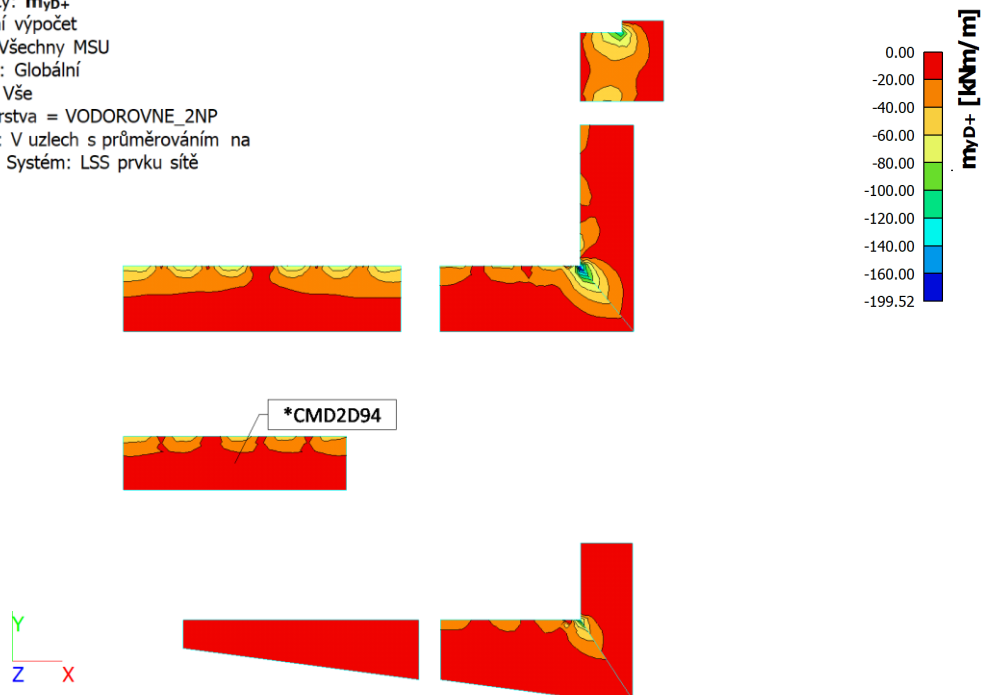 myD+
ní výpočet
Všechny MSU
: Globální
Vše
rstva = VODOROVNE_2NP
: V uzlech s průměrováním na
Systém: LSS prvku sítě
0.00
-20.00
-40.00
-60.00
-80.00
-100.00
-120.00
-140.00
-160.00
-199.52
myD+ [kNm/m]
*CMD2D94
Y
Z X